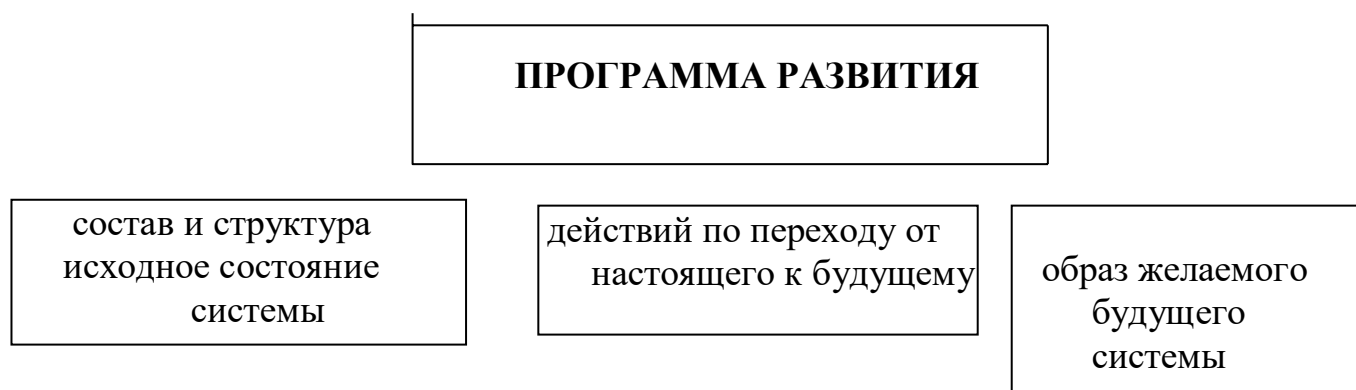 ПРОГРАММА РАЗВИТИЯ
состав и структура
исходное состояние
системы
действий по переходу от
настоящего к будущему
образ желаемого
будущего
системы